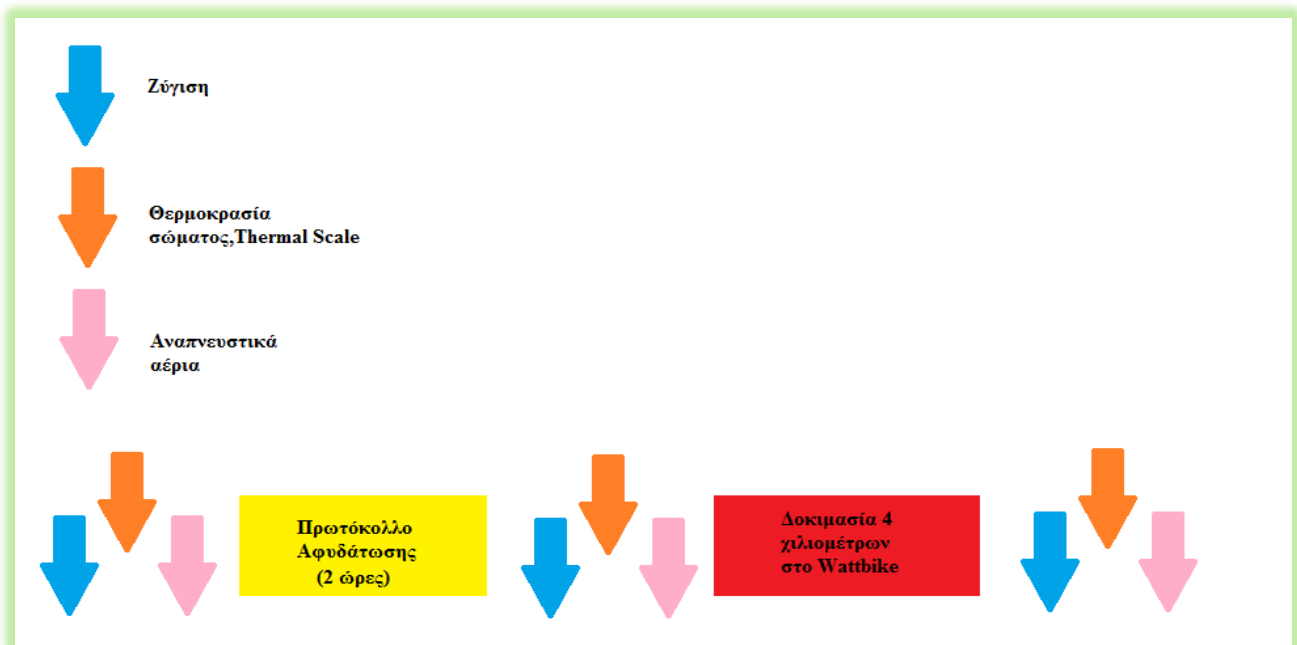 Ζύγιση
Θερμοκρασία
σώματος,Thermal Scale
Αναπνευστικά
αέρια
Πρωτόκολλο
Αφυδάτωσης
(2 ώρες)
Δοκιμασία 4
χιλιομέτρων
στο Wattbike